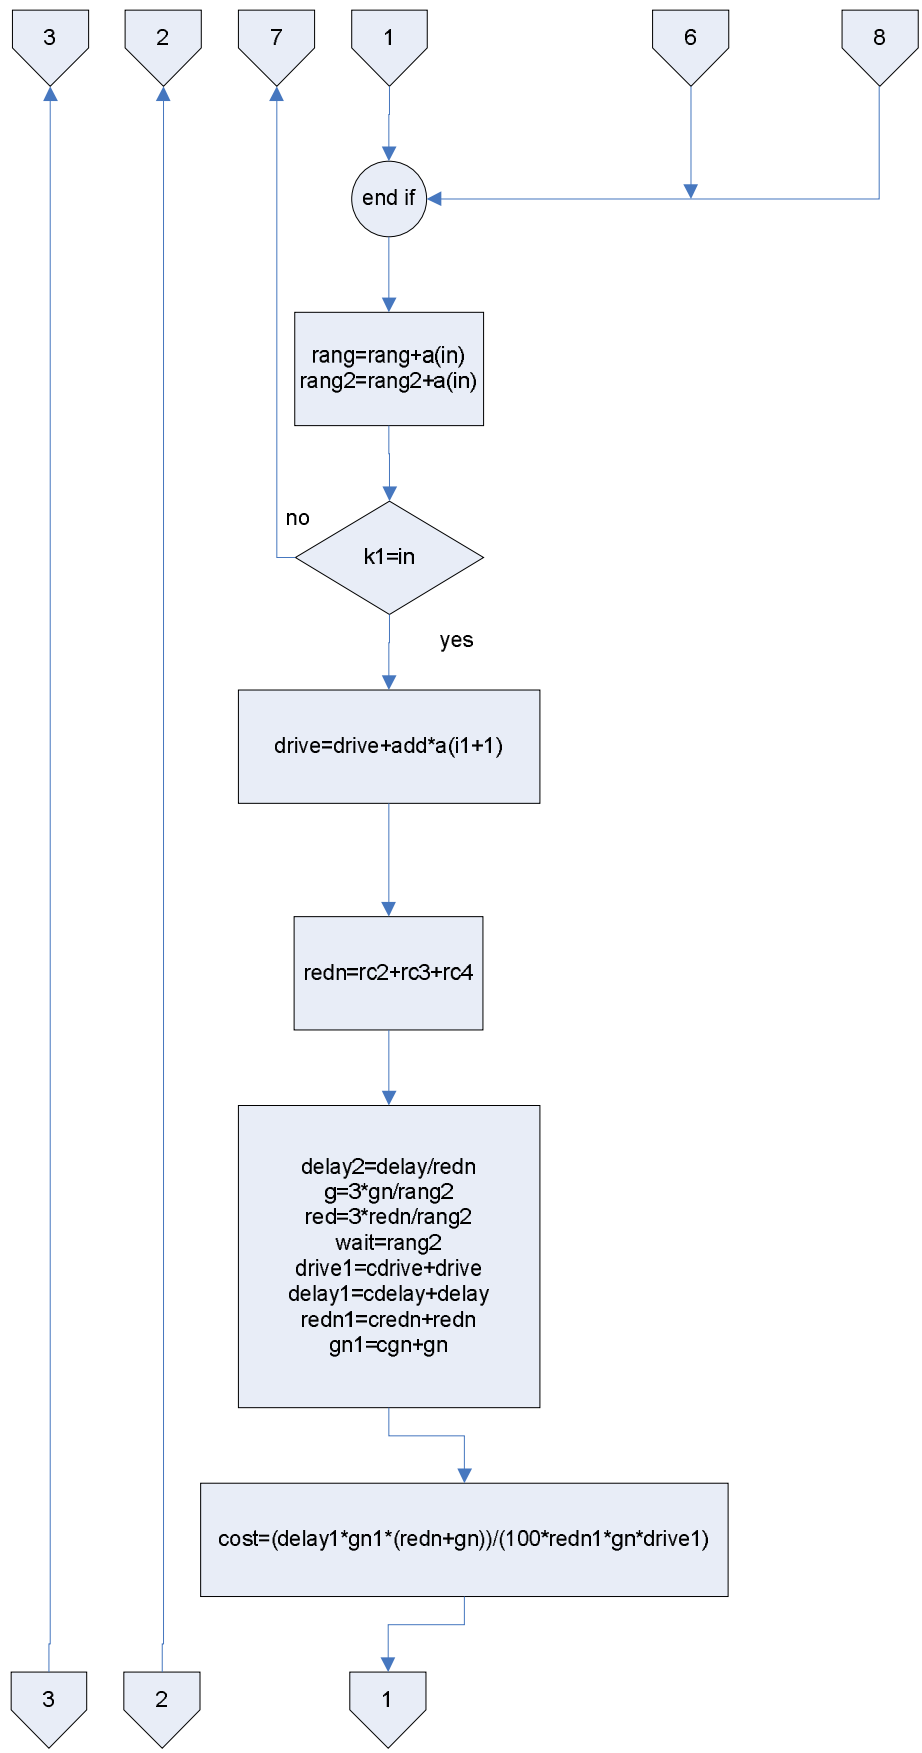 3
2
7
1
6
8
end if
rang=rang+a(in)
rang2=rang2+a(in)
no
k1=in
yes
drive=drive+add*a(i1+1)
redn=rc2+rc3+rc4
delay2=delay/redn
g=3*gn/rang2
red=3*redn/rang2
wait=rang2
drive1=cdrive+drive
delay1=cdelay+delay
redn1=credn+redn
gn1=cgn+gn
cost=(delay1*gn1*(redn+gn))/(100*redn1*gn*drive1)
3
2
1